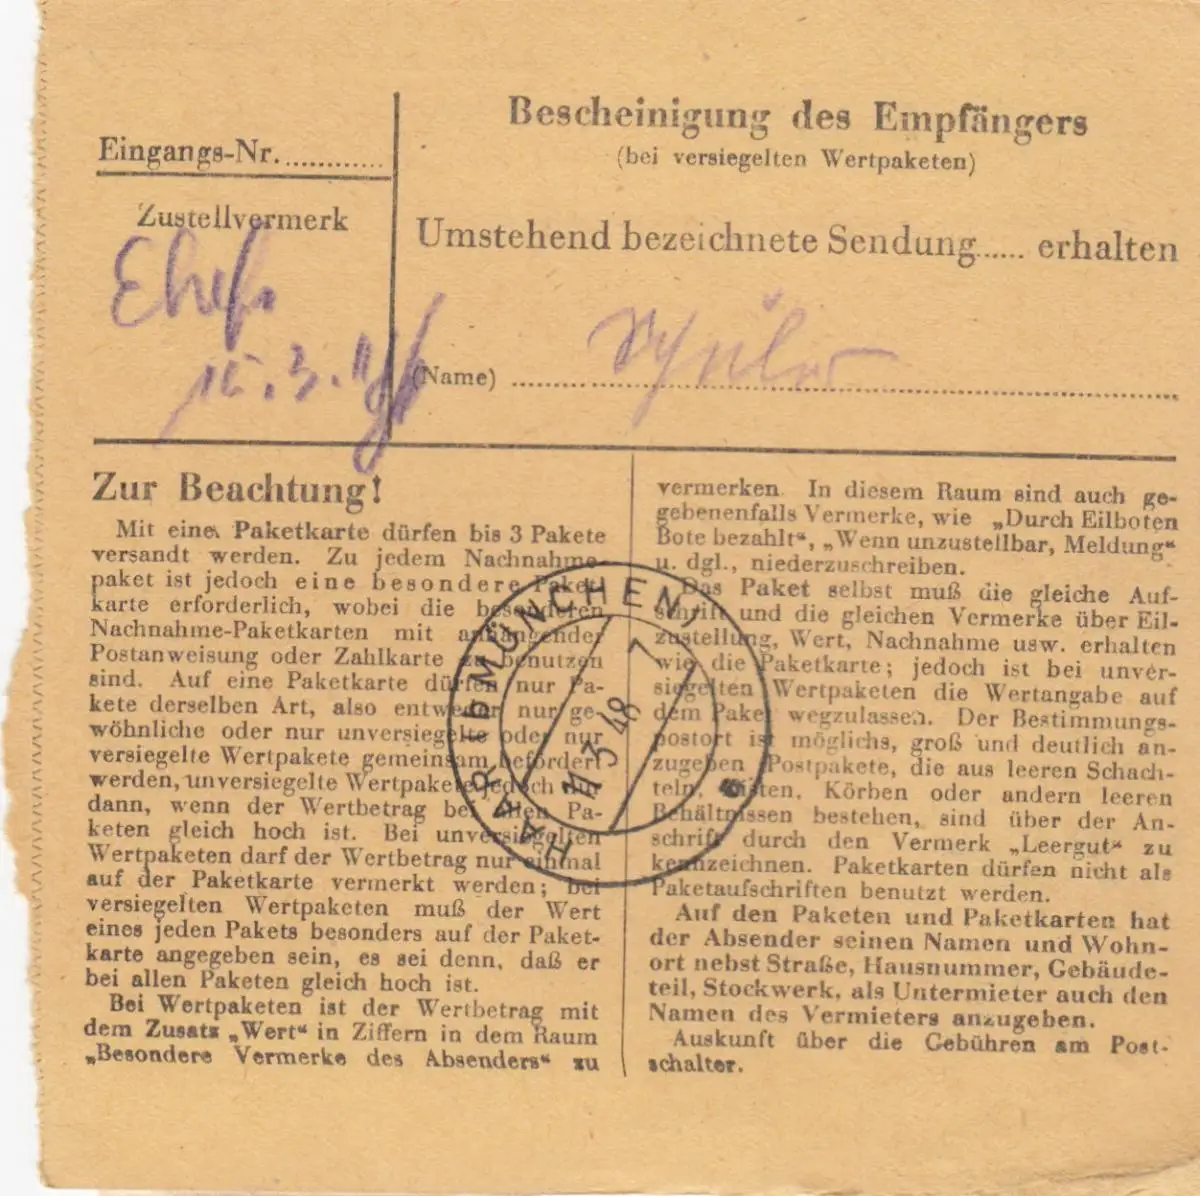 Eingangs-Nr.............
Zustellvermerk
Bescheinigung des Empfängers
(bei versiegelten Wertpaketen)
Umstehend bezeichnete Sendung...... erhalten
(Name)
Zur Beachtung!
Mit einer Paketkarte dürfen bis 3 Pakete
versandt werden. Zu jedem Nachnahme-
paket ist jedoch eine besondere Paket-
karte erforderlich, wobei die besonderen
Nachnahme-Paketkarten mit anhängender
Postanweisung oder Zahlkarte zu benutzen
sind. Auf eine Paketkarte dürfen nur Pa-
kete derselben Art, also entweder nur ge-
wöhnliche oder nur unversiegelte oder nur
versiegelte Wertpakete gemeinsam befördert
werden, unversiegelte Wertpakete jedoch nur
dann, wenn der Wertbetrag bei allen Pa-
keten gleich hoch ist. Bei unversiegelten
Wertpaketen darf der Wertbetrag nur einmal
auf der Paketkarte vermerkt werden; bei
versiegelten Wertpaketen muß der Wert
eines jeden Pakets besonders auf der Paket-
karte angegeben sein, es sei denn, daß er
bei allen Paketen gleich hoch ist.
Bei Wertpaketen ist der Wertbetrag mit
dem Zusatz „Wert“ in Ziffern in dem Raum
„Besondere Vermerke des Absenders“ zu
vermerken. In diesem Raum sind auch ge-
gebenenfalls Vermerke, wie „Durch Eilboten
Bote bezahlt“, „Wenn unzustellbar, Meldung“
u. dgl., niederzuschreiben.
Das Paket selbst muß die gleiche Auf-
schrift und die gleichen Vermerke über Eil-
zustellung, Wert, Nachnahme usw. erhalten
wie die Paketkarte; jedoch ist bei unver-
siegelten Wertpaketen die Wertangabe auf
dem Paket wegzulassen. Der Bestimmungs-
postort ist möglichs, groß und deutlich an-
zugeben Postpakete, die aus leeren Schach-
teln, Kisten, Körben oder andern leeren
Behältnissen bestehen, sind über der An-
schrift durch den Vermerk „Leergut“ zu
kennzeichnen. Paketkarten dürfen nicht als
Paketaufschriften benutzt werden.
Auf den Paketen und Paketkarten hat
der Absender seinen Namen und Wohn-
ort nebst Straße, Hausnummer, Gebäude-
teil, Stockwerk, als Untermieter auch den
Namen des Vermieters anzugeben.
Auskunft über die Gebühren am Post-
schalter.
HAAR b MÜNCHEN
11 3 48